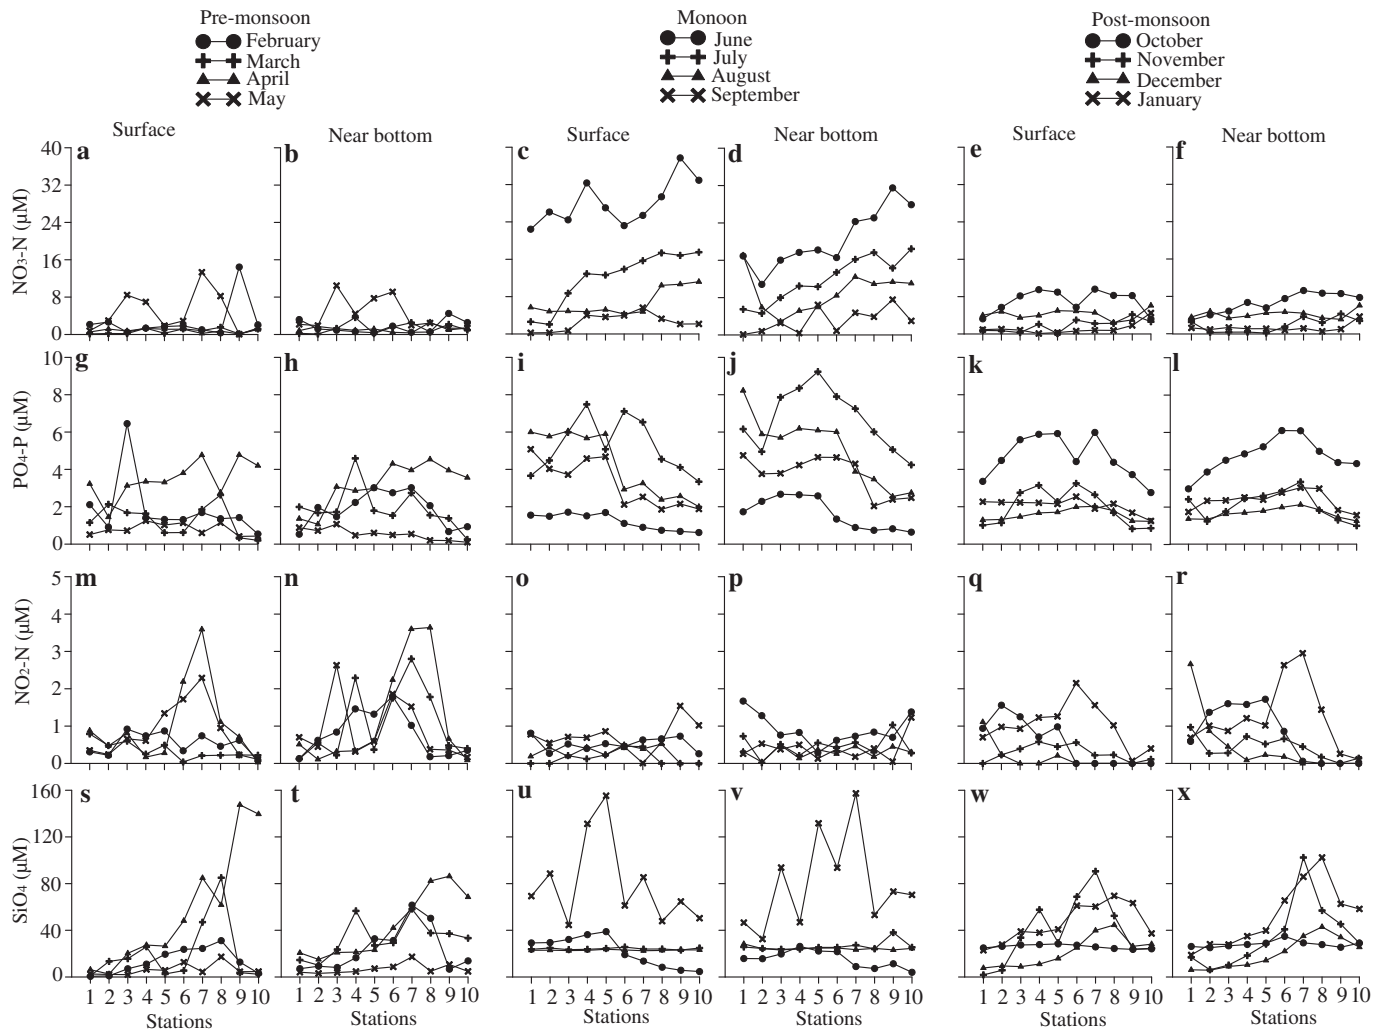 Pre-monsoon
February
March
April
May
Monoon
June
July
August
September
Post-monsoon
October
November
December
January
Surface
Near bottom
Surface
Near bottom
Surface
Near bottom
a b c d e f
NO3-N (µM)
40
32
24
16
8
0
g h i j k l
PO4-P (µM)
10
8
6
4
2
0
m n o p q r
NO2-N (µM)
5
4
3
2
1
0
s t u v w x
SiO4 (µM)
160
120
80
40
0
1 2 3 4 5 6 7 8 9 10
1 2 3 4 5 6 7 8 9 10
1 2 3 4 5 6 7 8 9 10
1 2 3 4 5 6 7 8 9 10
1 2 3 4 5 6 7 8 9 10
1 2 3 4 5 6 7 8 9 10
Stations
Stations
Stations
Stations
Stations
Stations